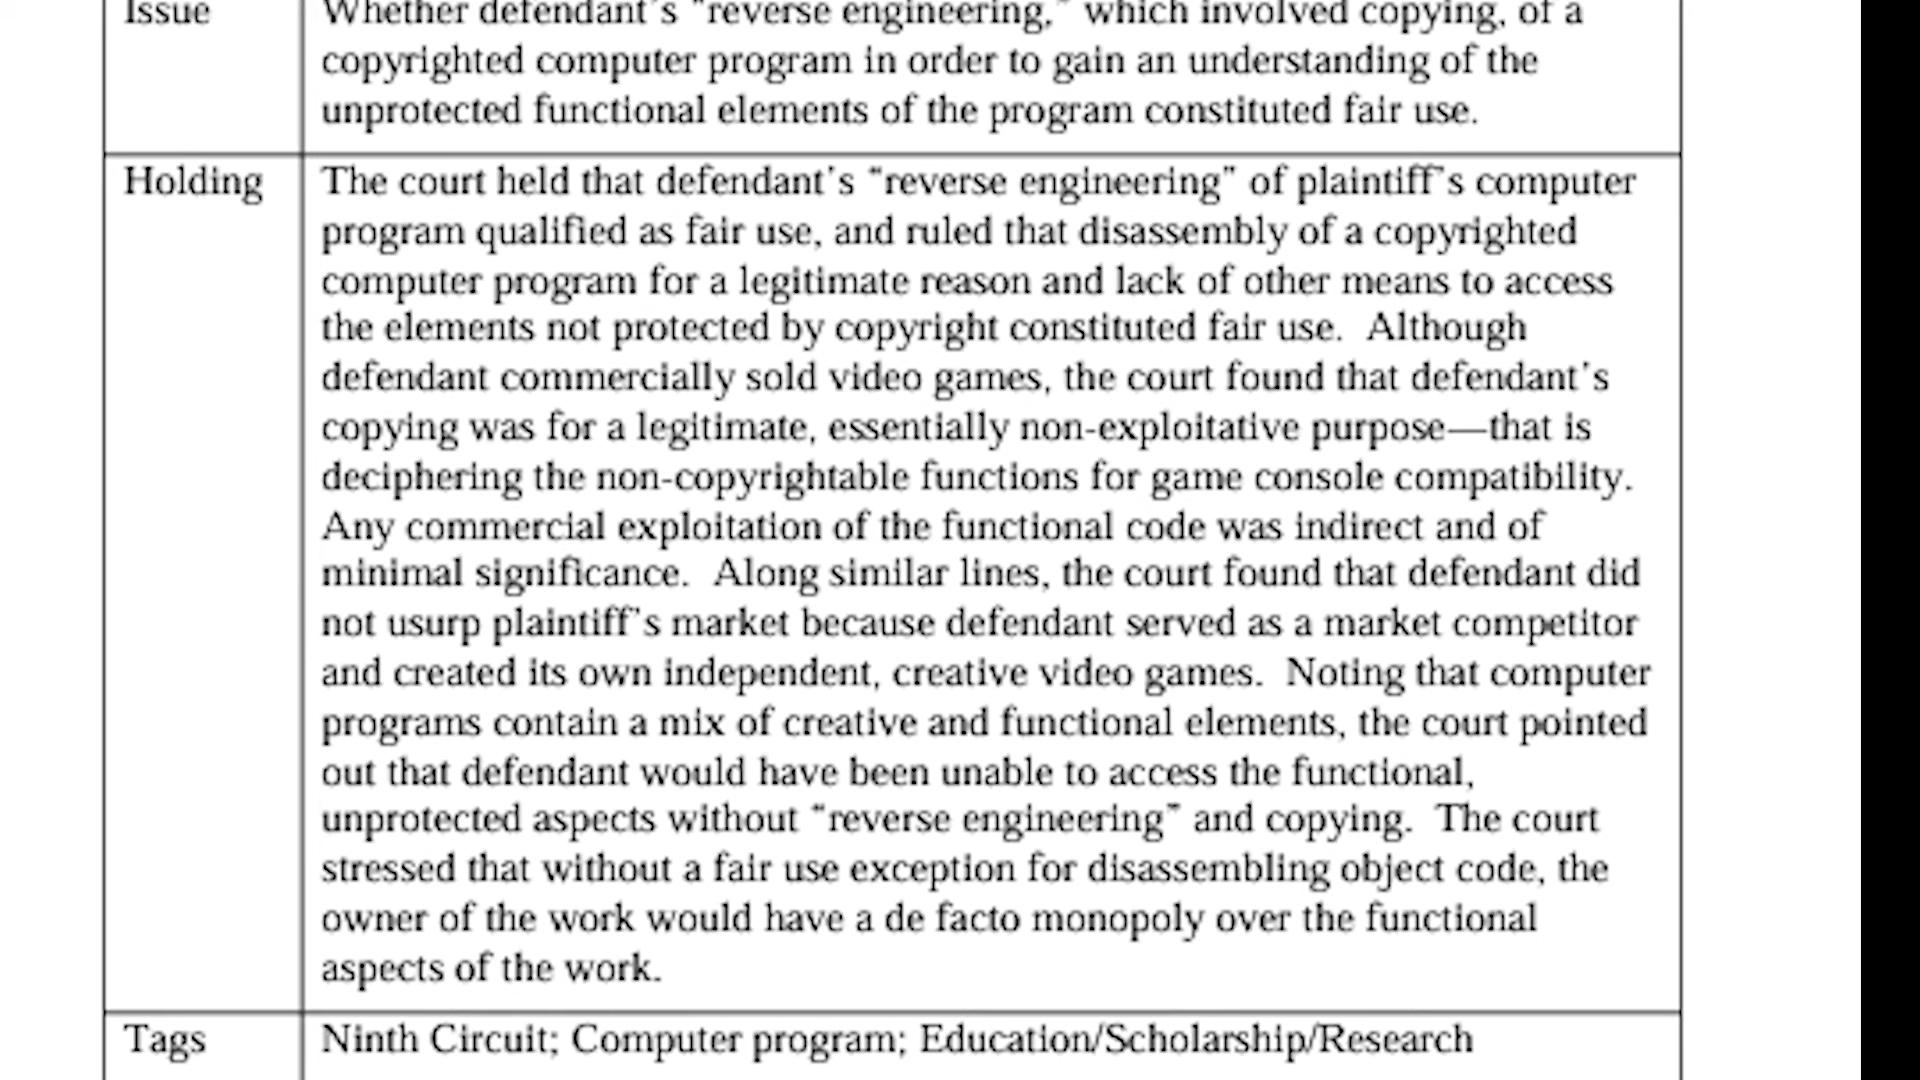 Issue
Whether defendant's "reverse engineering," which involved copying, of a
copyrighted computer program in order to gain an understanding of the
unprotected functional elements of the program constituted fair use.
Holding
The court held that defendant's "reverse engineering" of plaintiff's computer
program qualified as fair use, and ruled that disassembly of a copyrighted
computer program for a legitimate reason and lack of other means to access
the elements not protected by copyright constituted fair use.  Although
defendant commercially sold video games, the court found that defendant's
copying was for a legitimate, essentially non-exploitative purpose—that is
deciphering the non-copyrightable functions for game console compatibility.
Any commercial exploitation of the functional code was indirect and of
minimal significance.  Along similar lines, the court found that defendant did
not usurp plaintiff's market because defendant served as a market competitor
and created its own independent, creative video games.  Noting that computer
programs contain a mix of creative and functional elements, the court pointed
out that defendant would have been unable to access the functional,
unprotected aspects without "reverse engineering" and copying.  The court
stressed that without a fair use exception for disassembling object code, the
owner of the work would have a de facto monopoly over the functional
aspects of the work.
Tags
Ninth Circuit; Computer program; Education/Scholarship/Research